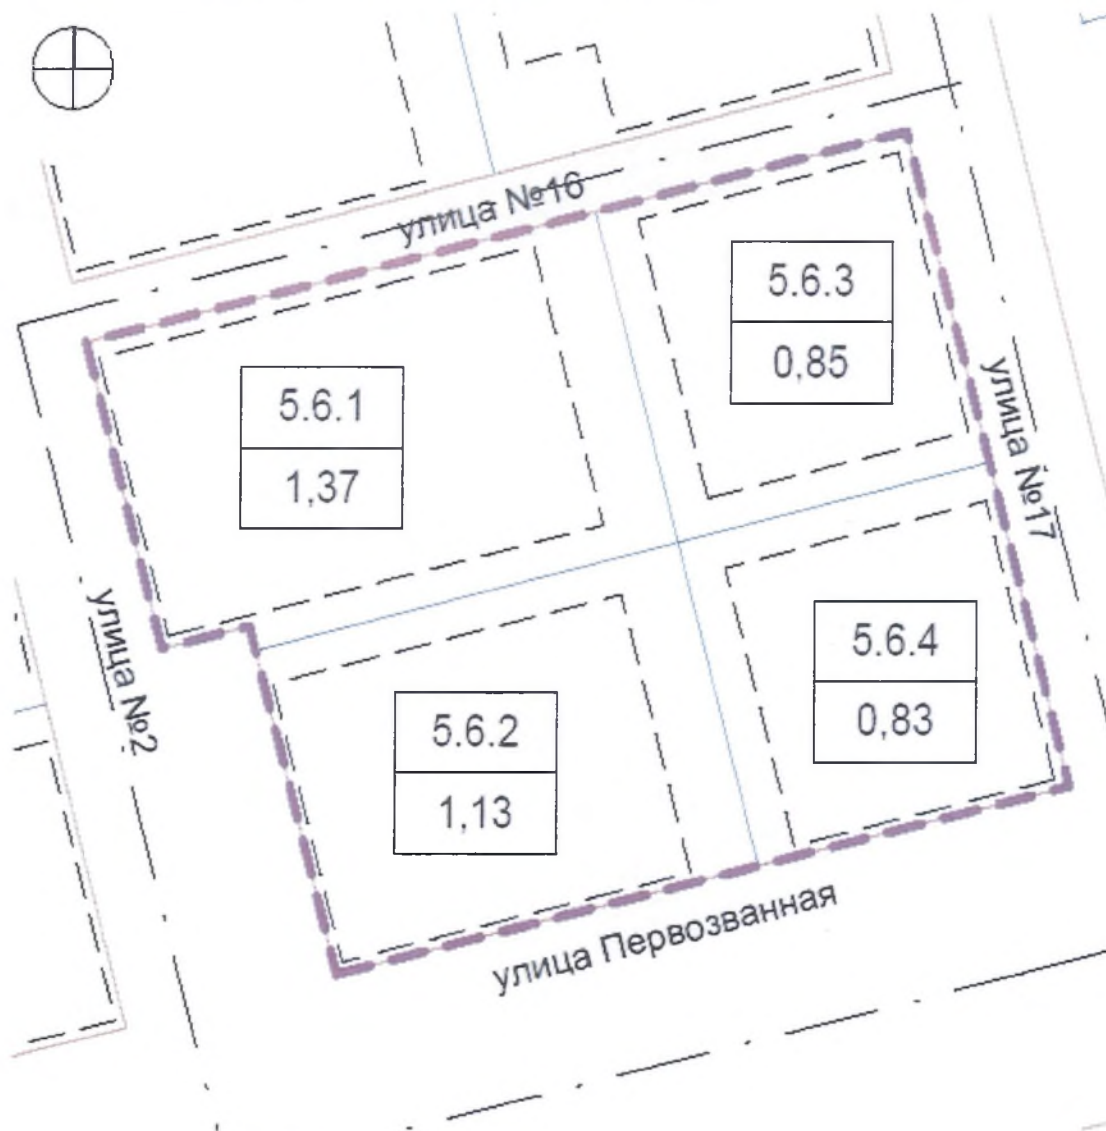 улица №16
5.6.3
0,85
5.6.1
1,37
улица №17
улица №2
5.6.4
0,83
5.6.2
1,13
улица Первозванная